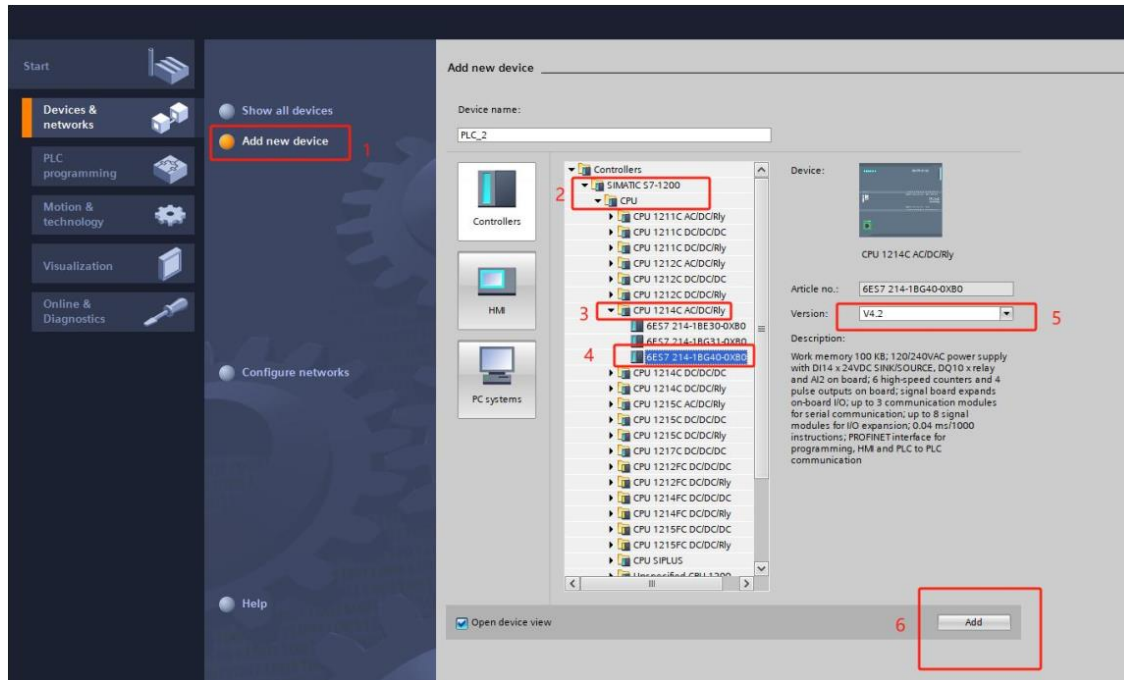 Start
Devices &
networks
PLC
programming
Motion &
technology
Visualization
Online &
Diagnostics
Show all devices
Add new device
1
Configure networks
Help
Add new device
Device name:
PLC_2
Controllers
HMI
PC systems
Controllers
2
SIMATIC S7-1200
CPU
CPU 1211C AC/DC/Rly
CPU 1211C DC/DC/DC
CPU 1211C DC/DC/Rly
CPU 1212C AC/DC/Rly
CPU 1212C DC/DC/DC
CPU 1212C DC/DC/Rly
3
CPU 1214C AC/DC/Rly
6ES7 214-1BE30-0XB0
6ES7 214-1BG31-0XB0
4
6ES7 214-1BG40-0XB0
CPU 1214C DC/DC/DC
CPU 1214C DC/DC/Rly
CPU 1215C AC/DC/Rly
CPU 1215C DC/DC/DC
CPU 1215C DC/DC/Rly
CPU 1217C DC/DC/DC
CPU 1212FC DC/DC/DC
CPU 1212FC DC/DC/Rly
CPU 1214FC DC/DC/DC
CPU 1214FC DC/DC/Rly
CPU 1215FC DC/DC/DC
CPU 1215FC DC/DC/Rly
CPU SIPLUS
Unspecified CPU 1200
Device:
CPU 1214C AC/DC/Rly
Article no.: 6ES7 214-1BG40-0XB0
Version: V4.2
5
Description:
Work memory 100 KB; 120/240VAC power supply
with DI14 x 24VDC SINK/SOURCE, DQ10 x relay
and AI2 on board; 6 high-speed counters and 4
pulse outputs on board; signal board expands
on-board I/O; up to 3 communication modules
for serial communication; up to 8 signal
modules for I/O expansion; 0.04 ms/1000
instructions; PROFINET interface for
programming, HMI and PLC to PLC
communication
Open device view
6
Add